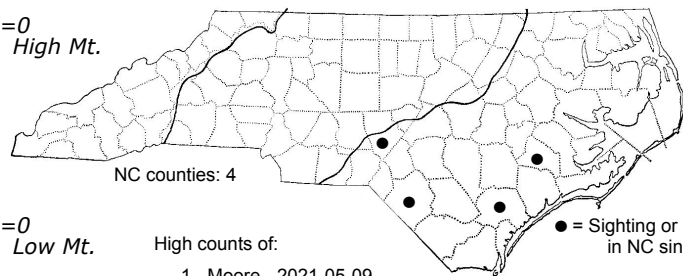 =0
High Mt.
NC counties: 4
=0
Low Mt.
High counts of:
● = Sighting or
in NC sin
1 - Moore - 2021-05-09